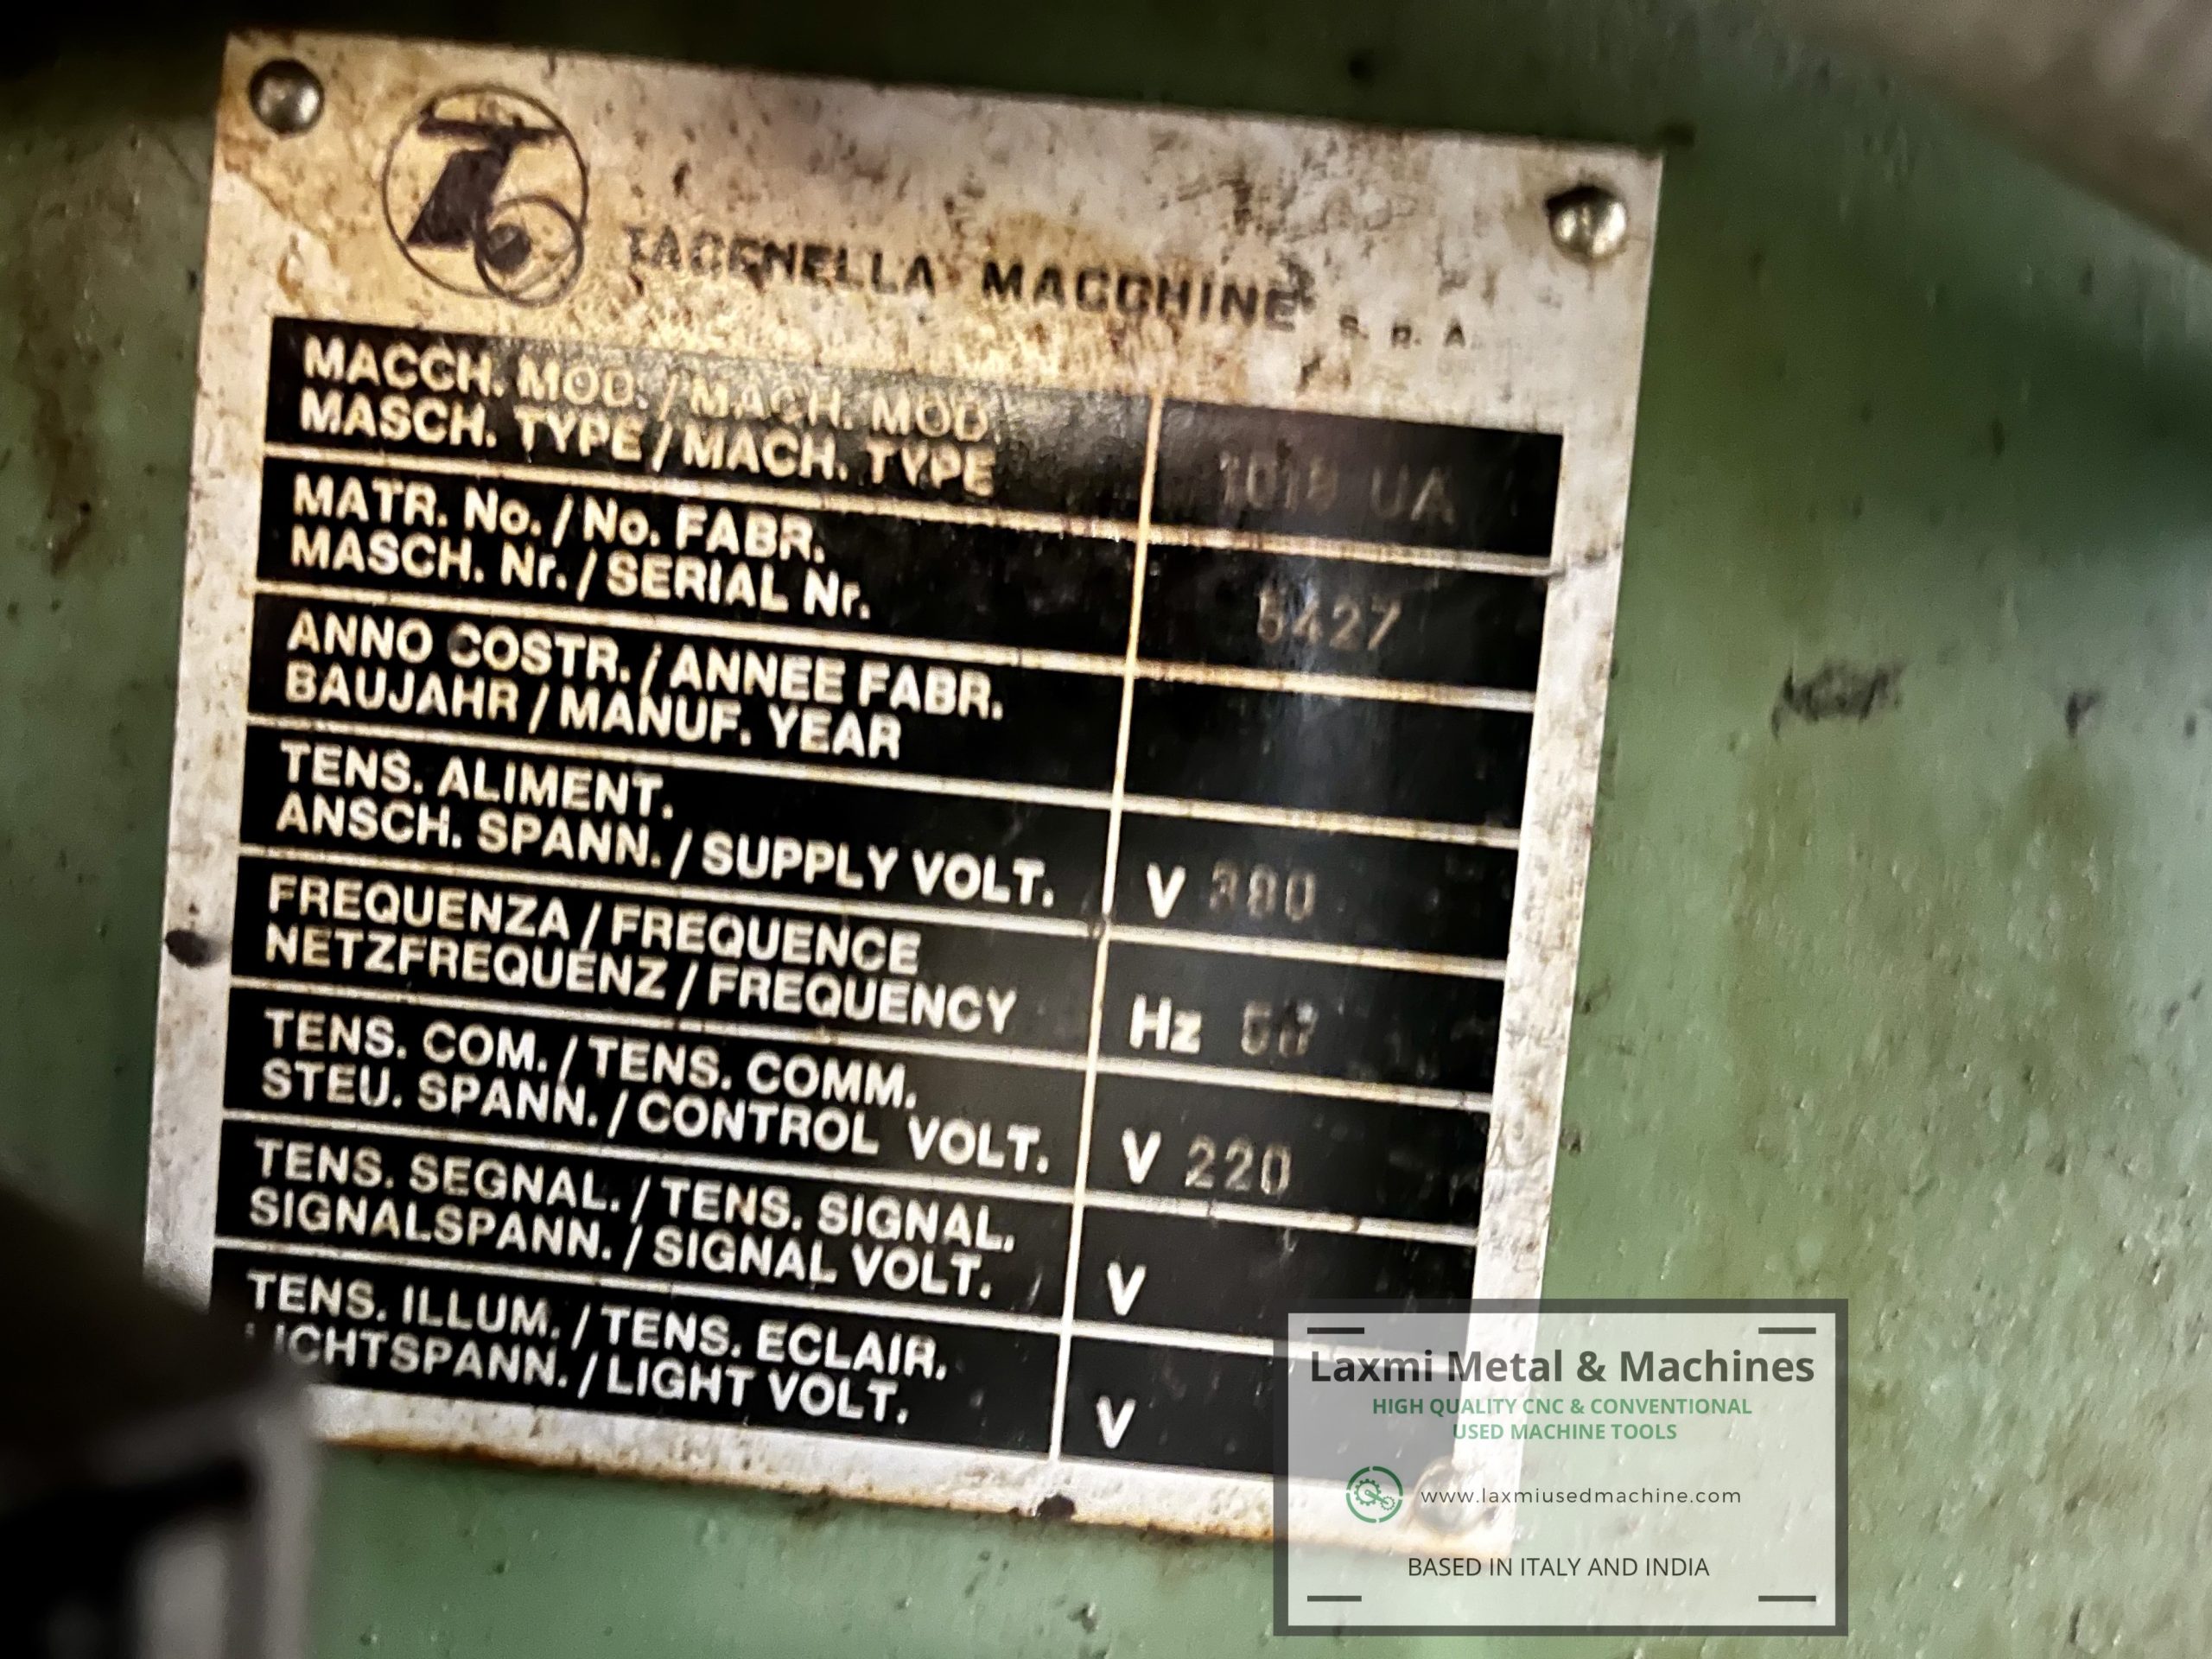 TACCHELLA MACCHINE S.p.A.
MACCH. MOD. / MACH. MOD.
MASCH. TYPE / MACH. TYPE
UA
MATR. No. / No. FABR.
MASCH. Nr. / SERIAL Nr.
5427
ANNO COSTR. / ANNEE FABR.
BAUJAHR / MANUF. YEAR
TENS. ALIMENT.
ANSCH. SPANN. / SUPPLY VOLT.
V 380
FREQUENZA / FREQUENCE
NETZFREQUENZ / FREQUENCY
Hz
TENS. COM. / TENS. COMM.
STEU. SPANN. / CONTROL VOLT.
V 220
TENS. SEGNAL. / TENS. SIGNAL.
SIGNALSPANN. / SIGNAL VOLT.
V
TENS. ILLUM. / TENS. ECLAIR.
LICHTSPANN. / LIGHT VOLT.
V
Laxmi Metal & Machines
HIGH QUALITY CNC & CONVENTIONAL
USED MACHINE TOOLS
www.laxmiusedmachine.com
BASED IN ITALY AND INDIA